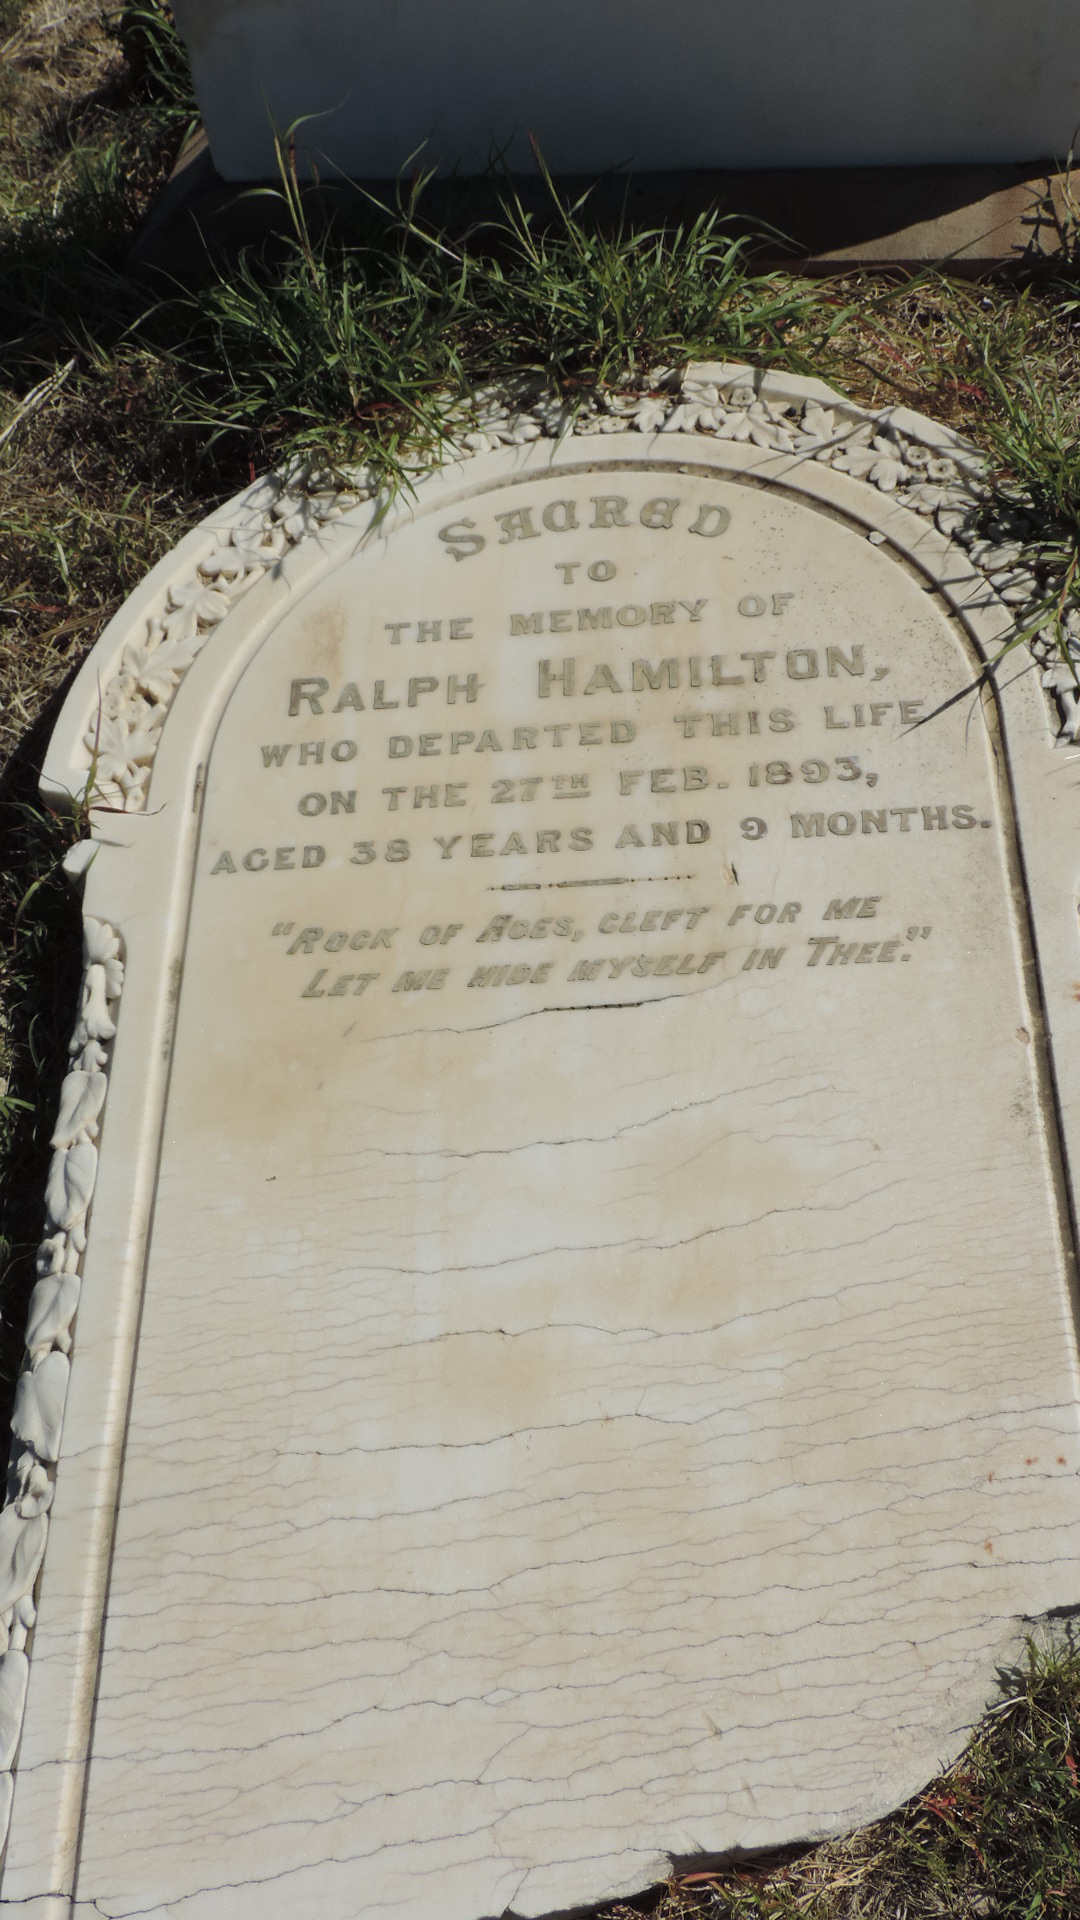 SACRED
TO
THE MEMORY OF
RALPH HAMILTON,
WHO DEPARTED THIS LIFE
ON THE 27TH FEB. 1893,
AGED 38 YEARS AND 9 MONTHS.
"ROCK OF AGES, CLEFT FOR ME
LET ME HIDE MYSELF IN THEE."